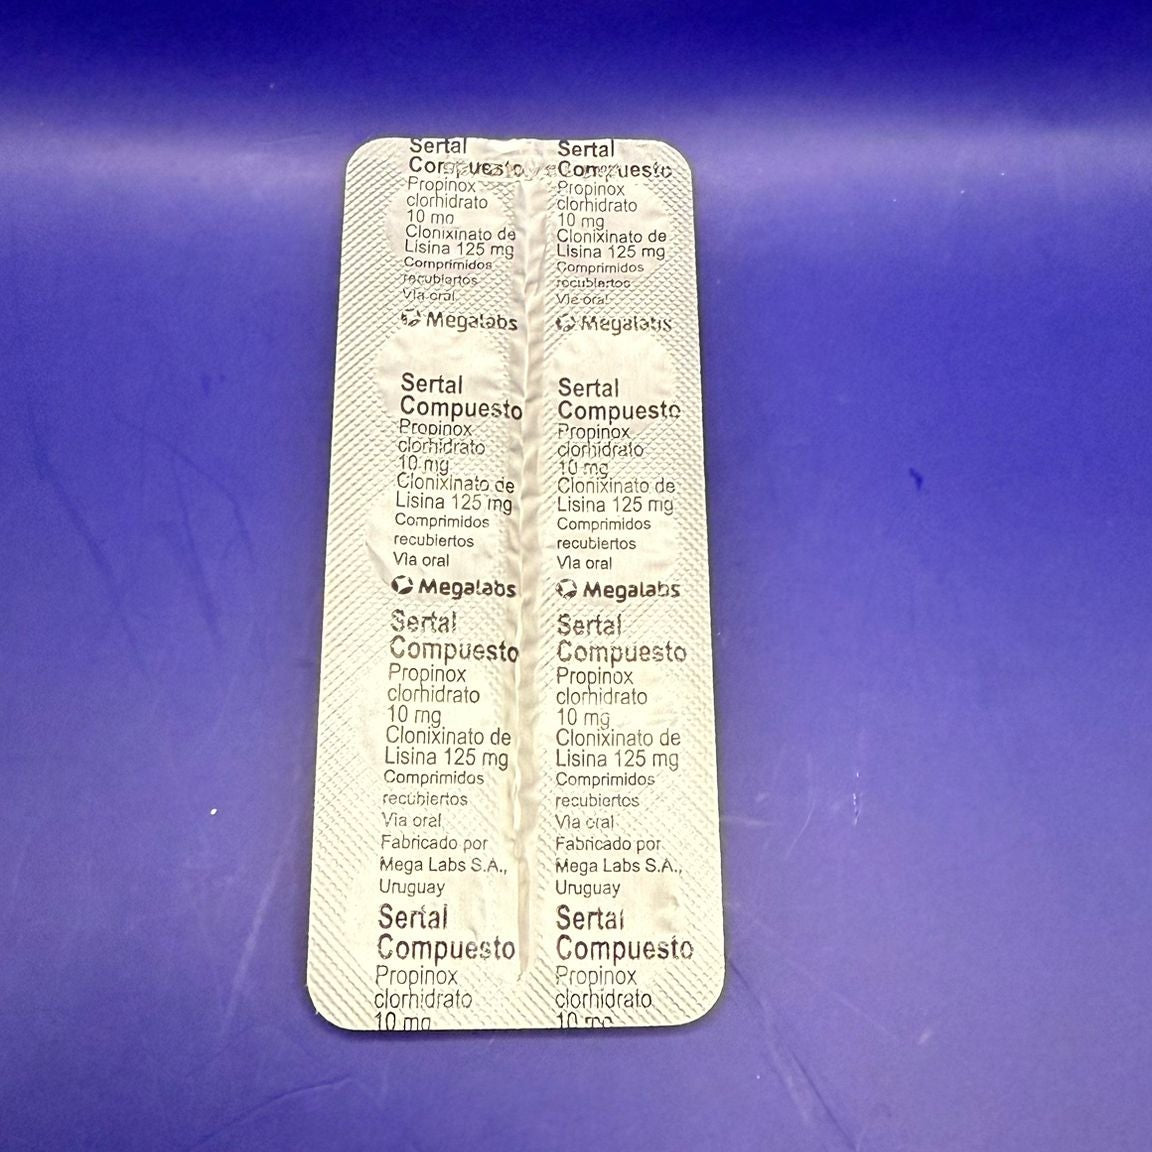 Sertal
Compuesto
Propinox
clorhidrato
10 mg
Clonixinato de
Lisina 125 mg
Comprimidos
recubiertos
Vía oral
Megalabs
Sertal
Compuesto
Propinox
clorhidrato
10 mg
Clonixinato de
Lisina 125 mg
Comprimidos
recubiertos
Vía oral
Megalabs
Sertal
Compuesto
Propinox
clorhidrato
10 mg
Clonixinato de
Lisina 125 mg
Comprimidos
recubiertos
Vía oral
Fabricado por
Mega Labs S.A.,
Uruguay
Sertal
Compuesto
Propinox
clorhidrato
10 mg
Sertal
Compuesto
Propinox
clorhidrato
10 mg
Clonixinato de
Lisina 125 mg
Comprimidos
recubiertos
Vía oral
Megalabs
Sertal
Compuesto
Propinox
clorhidrato
10 mg
Clonixinato de
Lisina 125 mg
Comprimidos
recubiertos
Vía oral
Megalabs
Sertal
Compuesto
Propinox
clorhidrato
10 mg
Clonixinato de
Lisina 125 mg
Comprimidos
recubiertos
Vía oral
Fabricado por
Mega Labs S.A.,
Uruguay
Sertal
Compuesto
Propinox
clorhidrato
10 mg